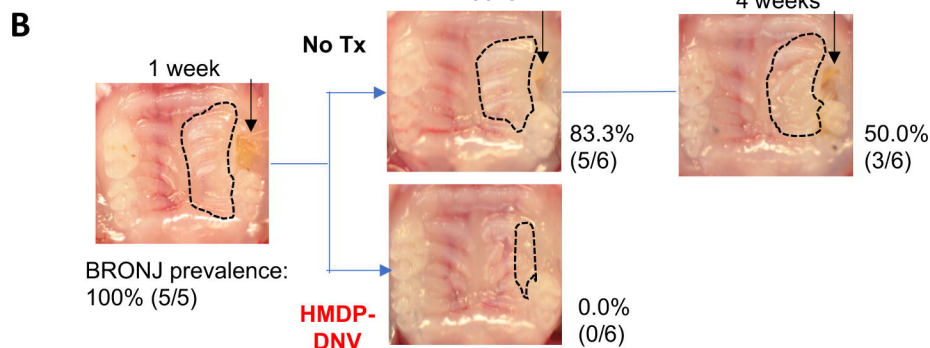 B
1 week
No Tx
4 weeks
83.3%
(5/6)
50.0%
(3/6)
BRONJ prevalence:
100% (5/5)
HMDP-
DNV
0.0%
(0/6)